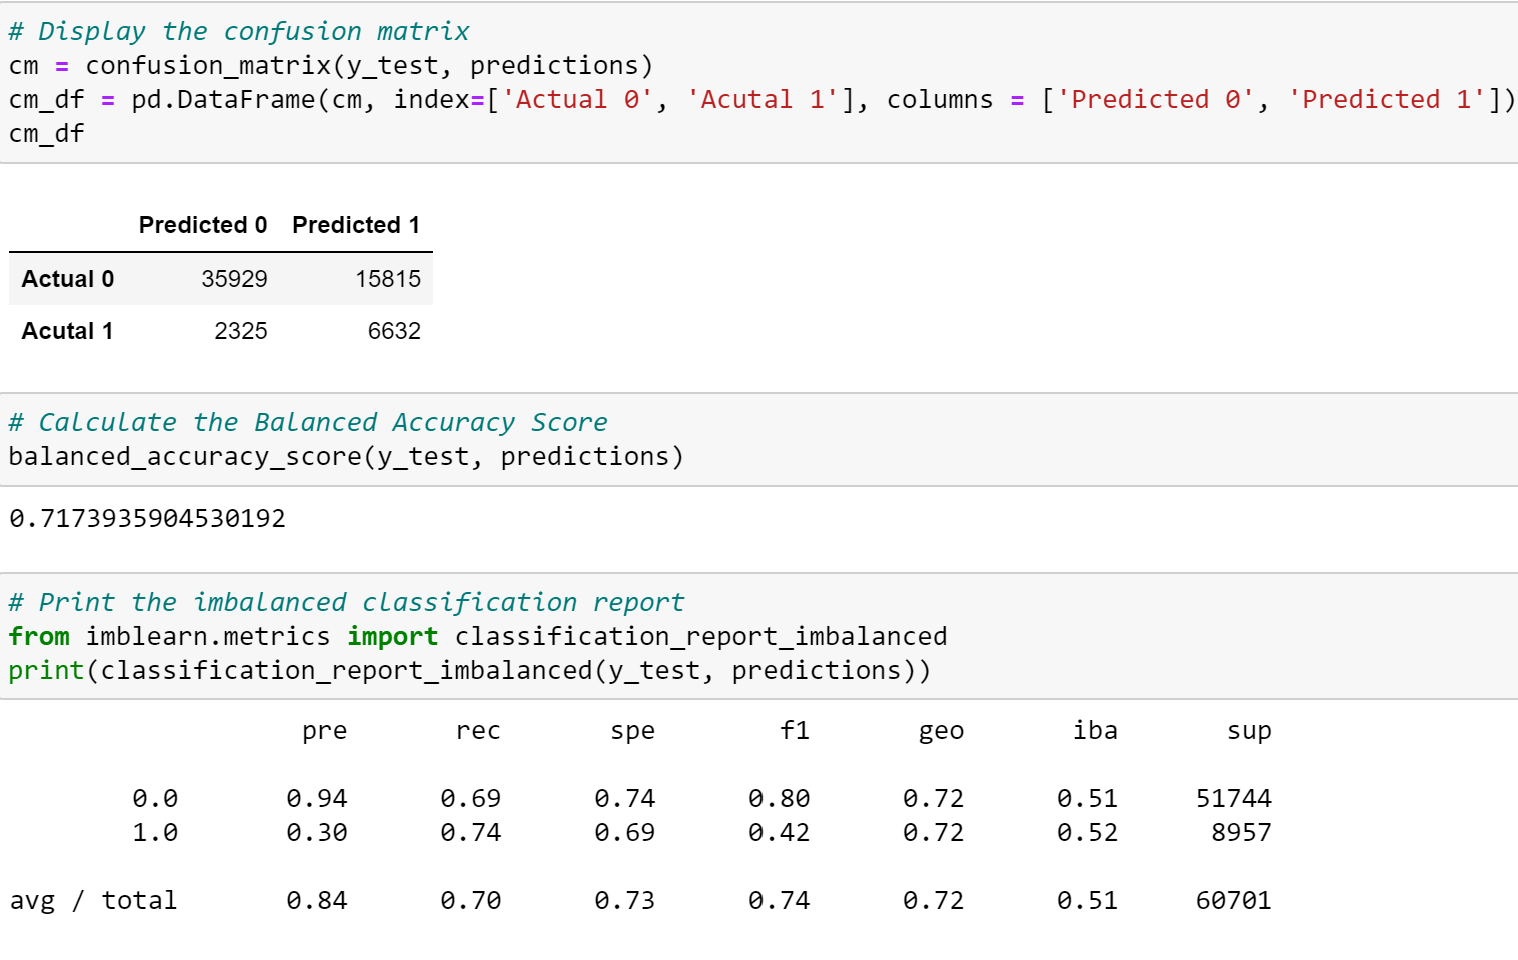 # Display the confusion matrix
cm = confusion_matrix(y_test, predictions)
cm_df = pd.DataFrame(cm, index=['Actual 0', 'Acutal 1'], columns = ['Predicted 0', 'Predicted 1'])
cm_df
Predicted 0 Predicted 1
Actual 0 35929 15815
Acutal 1 2325 6632
# Calculate the Balanced Accuracy Score
balanced_accuracy_score(y_test, predictions)
0.7173935904530192
# Print the imbalanced classification report
from imblearn.metrics import classification_report_imbalanced
print(classification_report_imbalanced(y_test, predictions))
pre rec spe f1 geo iba sup
0.0 0.94 0.69 0.74 0.80 0.72 0.51 51744
1.0 0.30 0.74 0.69 0.42 0.72 0.52 8957
avg / total 0.84 0.70 0.73 0.74 0.72 0.51 60701